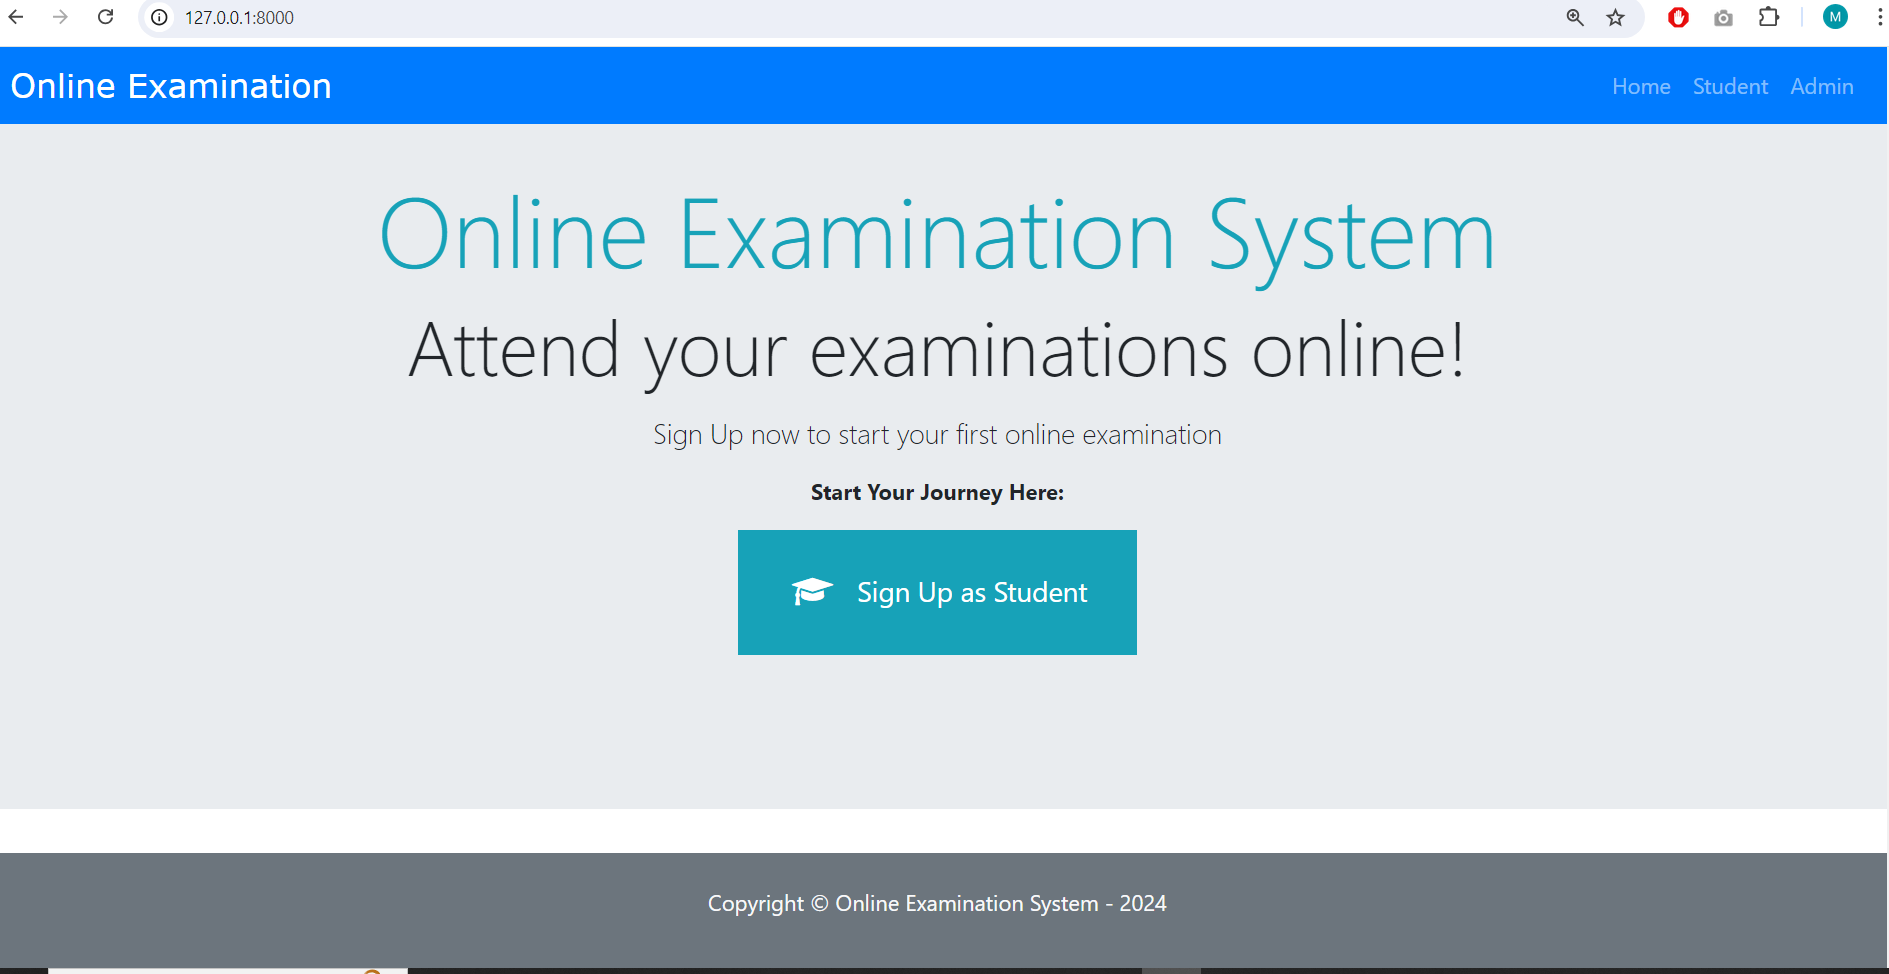 127.0.0.1:8000
M
Online Examination
Home Student Admin
Online Examination System
Attend your examinations online!
Sign Up now to start your first online examination
Start Your Journey Here:
Sign Up as Student
Copyright © Online Examination System - 2024